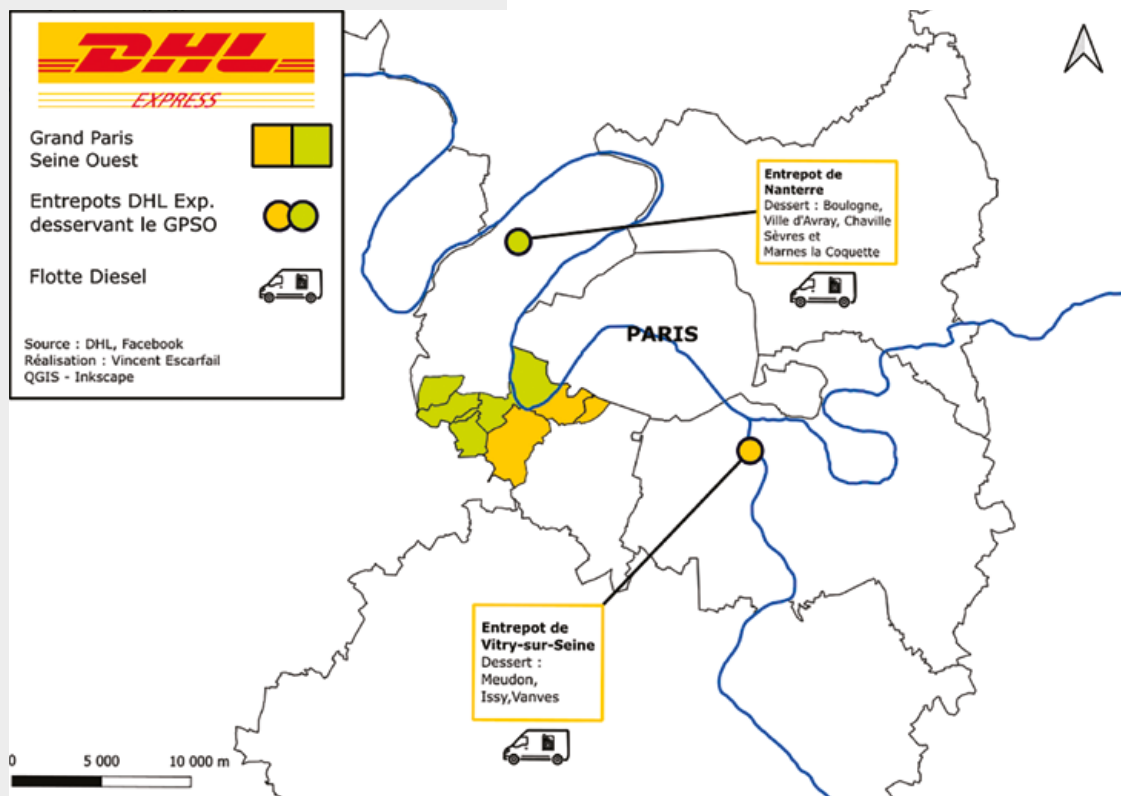 DHL
EXPRESS
Grand Paris
Seine Ouest
Entrepots DHL Exp.
desservant le GPSO
Flotte Diesel
Source : DHL, Facebook
Réalisation : Vincent Escarfail
QGIS - Inkscape
Entrepot de
Nanterre
Dessert : Boulogne,
Ville d'Avray, Chaville
Sèvres et
Marnes la Coquette
PARIS
Entrepot de
Vitry-sur-Seine
Dessert :
Meudon,
Issy,Vanves
0 5 000 10 000 m